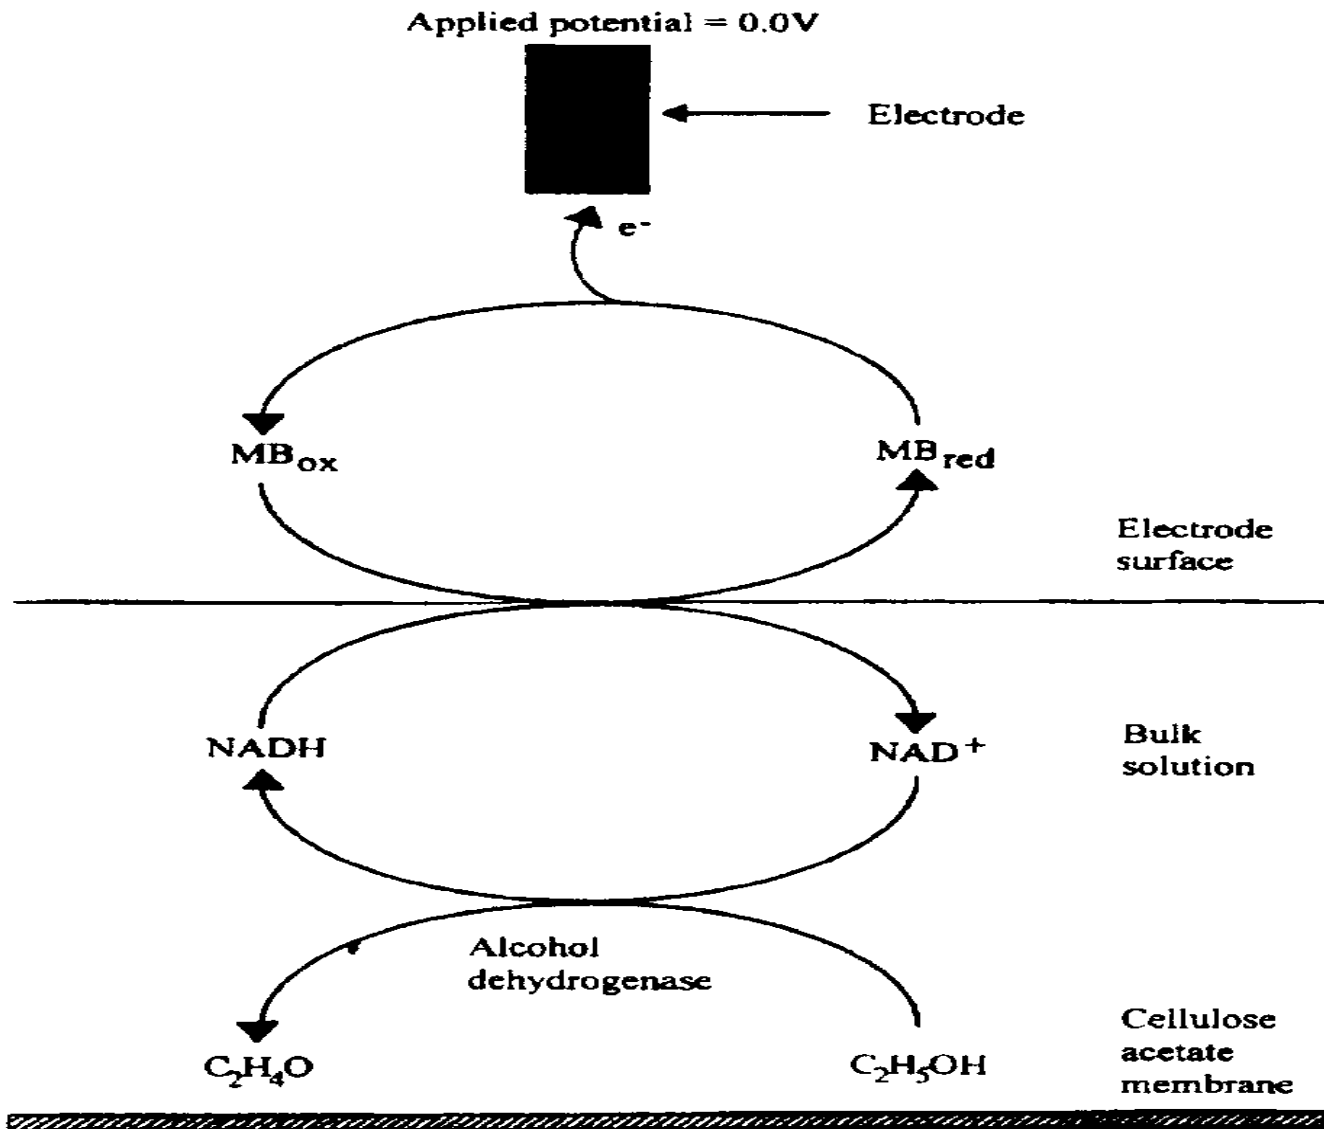 Applied potential = 0.0V
Electrode
e⁻
MBox
MBred
Electrode
surface
NADH
NAD⁺
Bulk
solution
Alcohol
dehydrogenase
C₂H₄O
C₂H₅OH
Cellulose
acetate
membrane